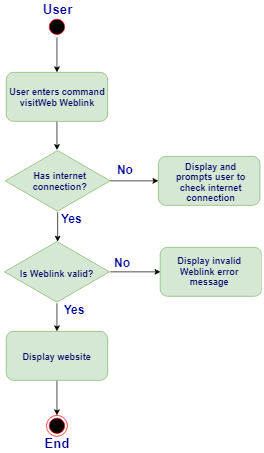 User
User enters command
visitWeb Weblink
Has internet
connection?
No
Display and
prompts user to
check internet
connection
Yes
Is Weblink valid?
No
Display invalid
Weblink error
message
Yes
Display website
End